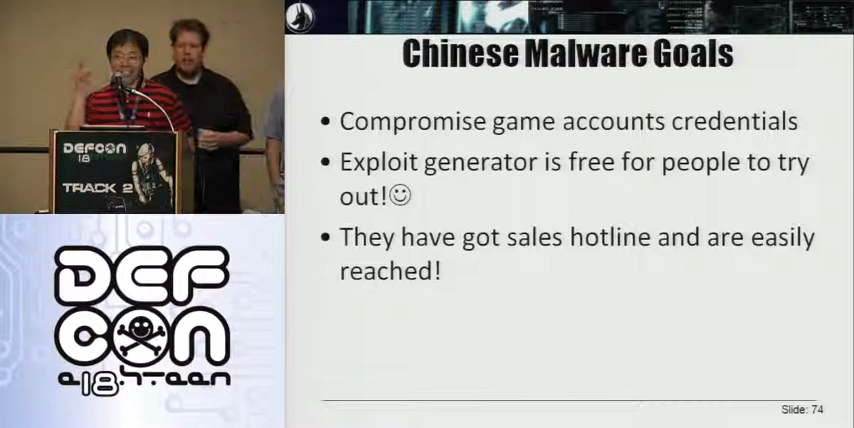 Chinese Malware Goals
• Compromise game accounts credentials
• Exploit generator is free for people to try
out!☺
• They have got sales hotline and are easily
reached!
Slide: 74
DEFCON
18
TRACK 2
DEF
CON